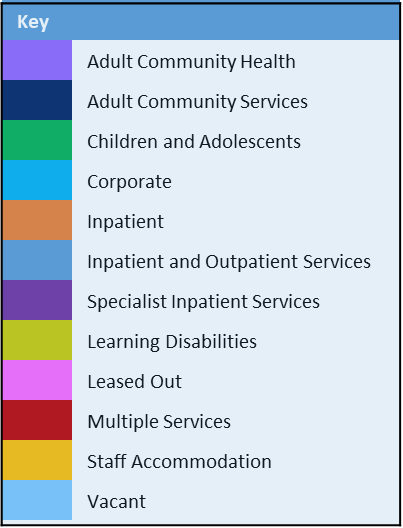 Key
Adult Community Health
Adult Community Services
Children and Adolescents
Corporate
Inpatient
Inpatient and Outpatient Services
Specialist Inpatient Services
Learning Disabilities
Leased Out
Multiple Services
Staff Accommodation
Vacant